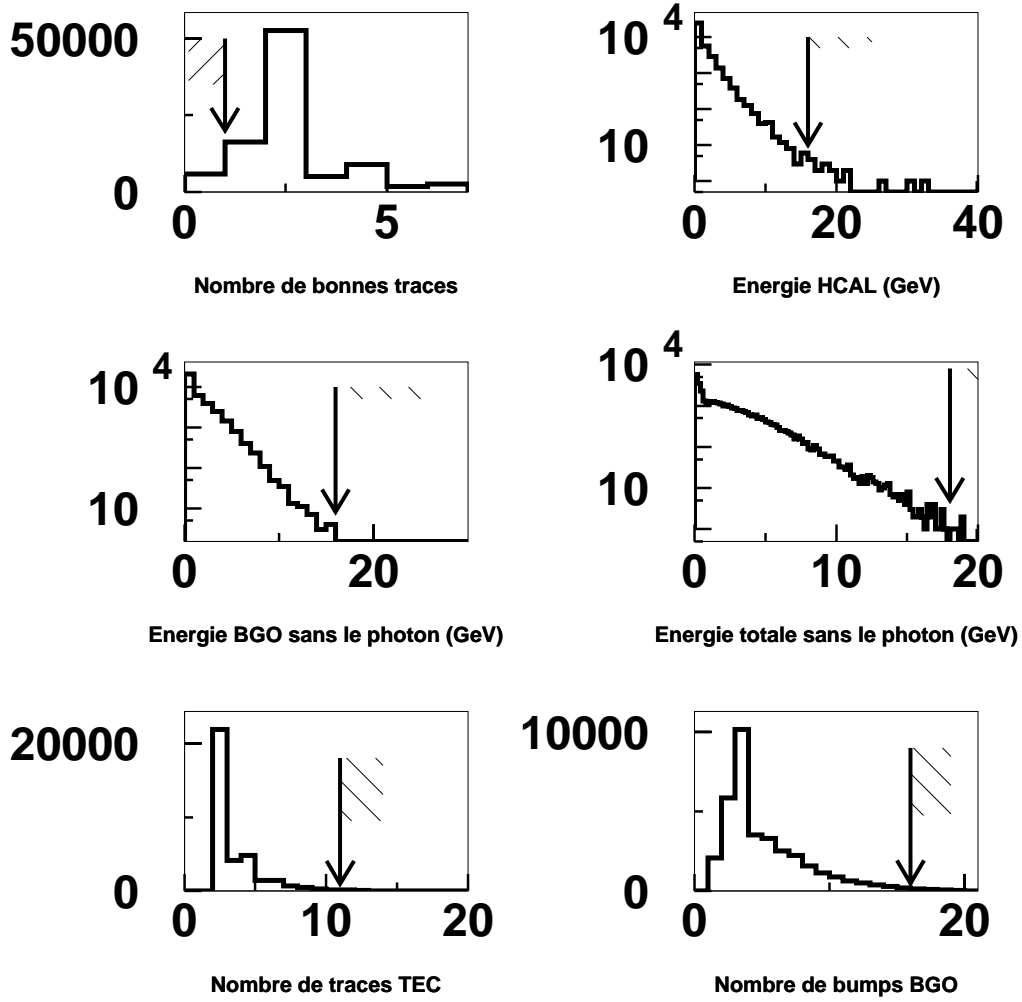 50000
0
0 5
Nombre de bonnes traces
10 4
10
0 20 40
Energie HCAL (GeV)
10 4
10
0 20
Energie BGO sans le photon (GeV)
10 4
10
0 10 20
Energie totale sans le photon (GeV)
20000
0
0 10 20
Nombre de traces TEC
10000
0
0 20
Nombre de bumps BGO